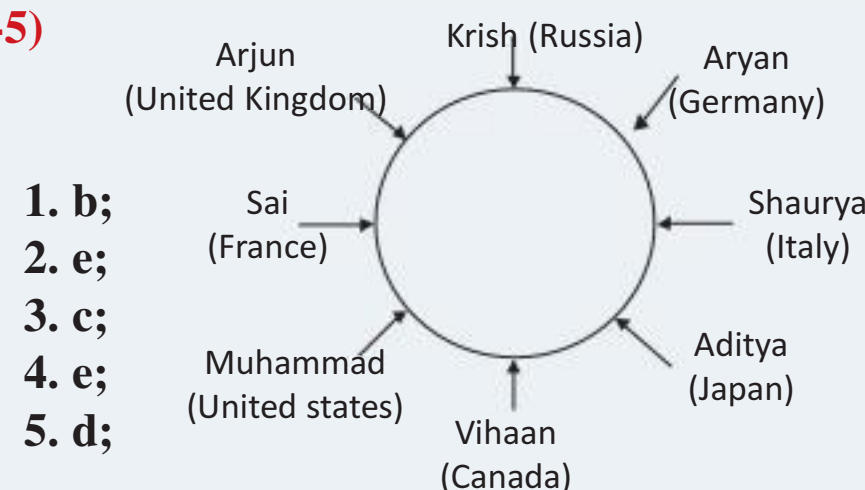 -5)
Krish (Russia)
Arjun
(United Kingdom)
Aryan
(Germany)
1. b;
2. e;
3. c;
4. e;
5. d;
Sai
(France)
Shaurya
(Italy)
Muhammad
(United states)
Aditya
(Japan)
Vihaan
(Canada)